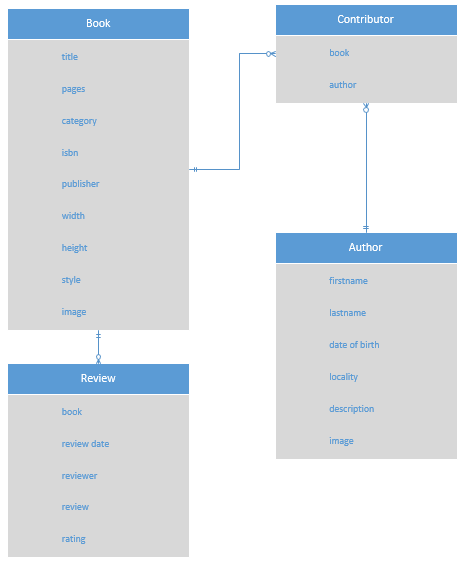 Book
title
pages
category
isbn
publisher
width
height
style
image
Contributor
book
author
Author
firstname
lastname
date of birth
locality
description
image
Review
book
review date
reviewer
review
rating